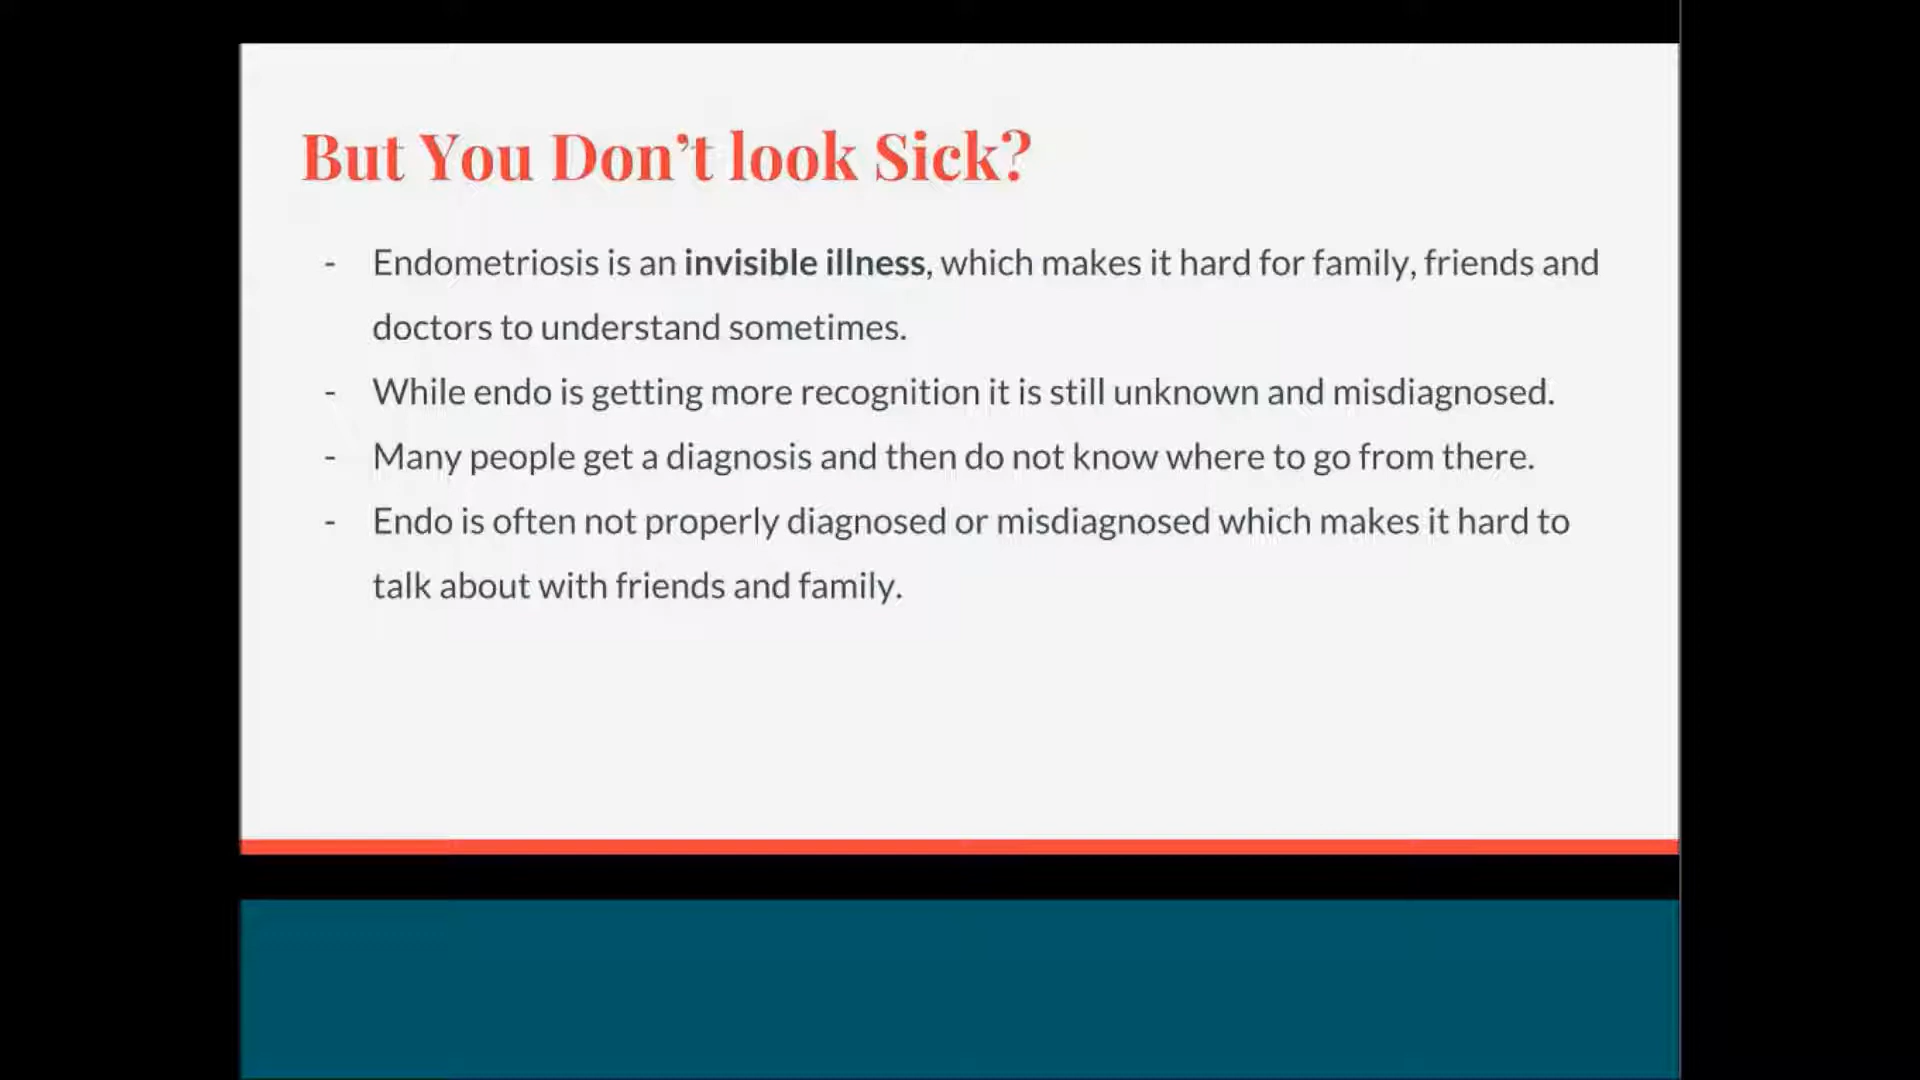 But You Don’t look Sick?
- Endometriosis is an invisible illness, which makes it hard for family, friends and
doctors to understand sometimes.
- While endo is getting more recognition it is still unknown and misdiagnosed.
- Many people get a diagnosis and then do not know where to go from there.
- Endo is often not properly diagnosed or misdiagnosed which makes it hard to
talk about with friends and family.